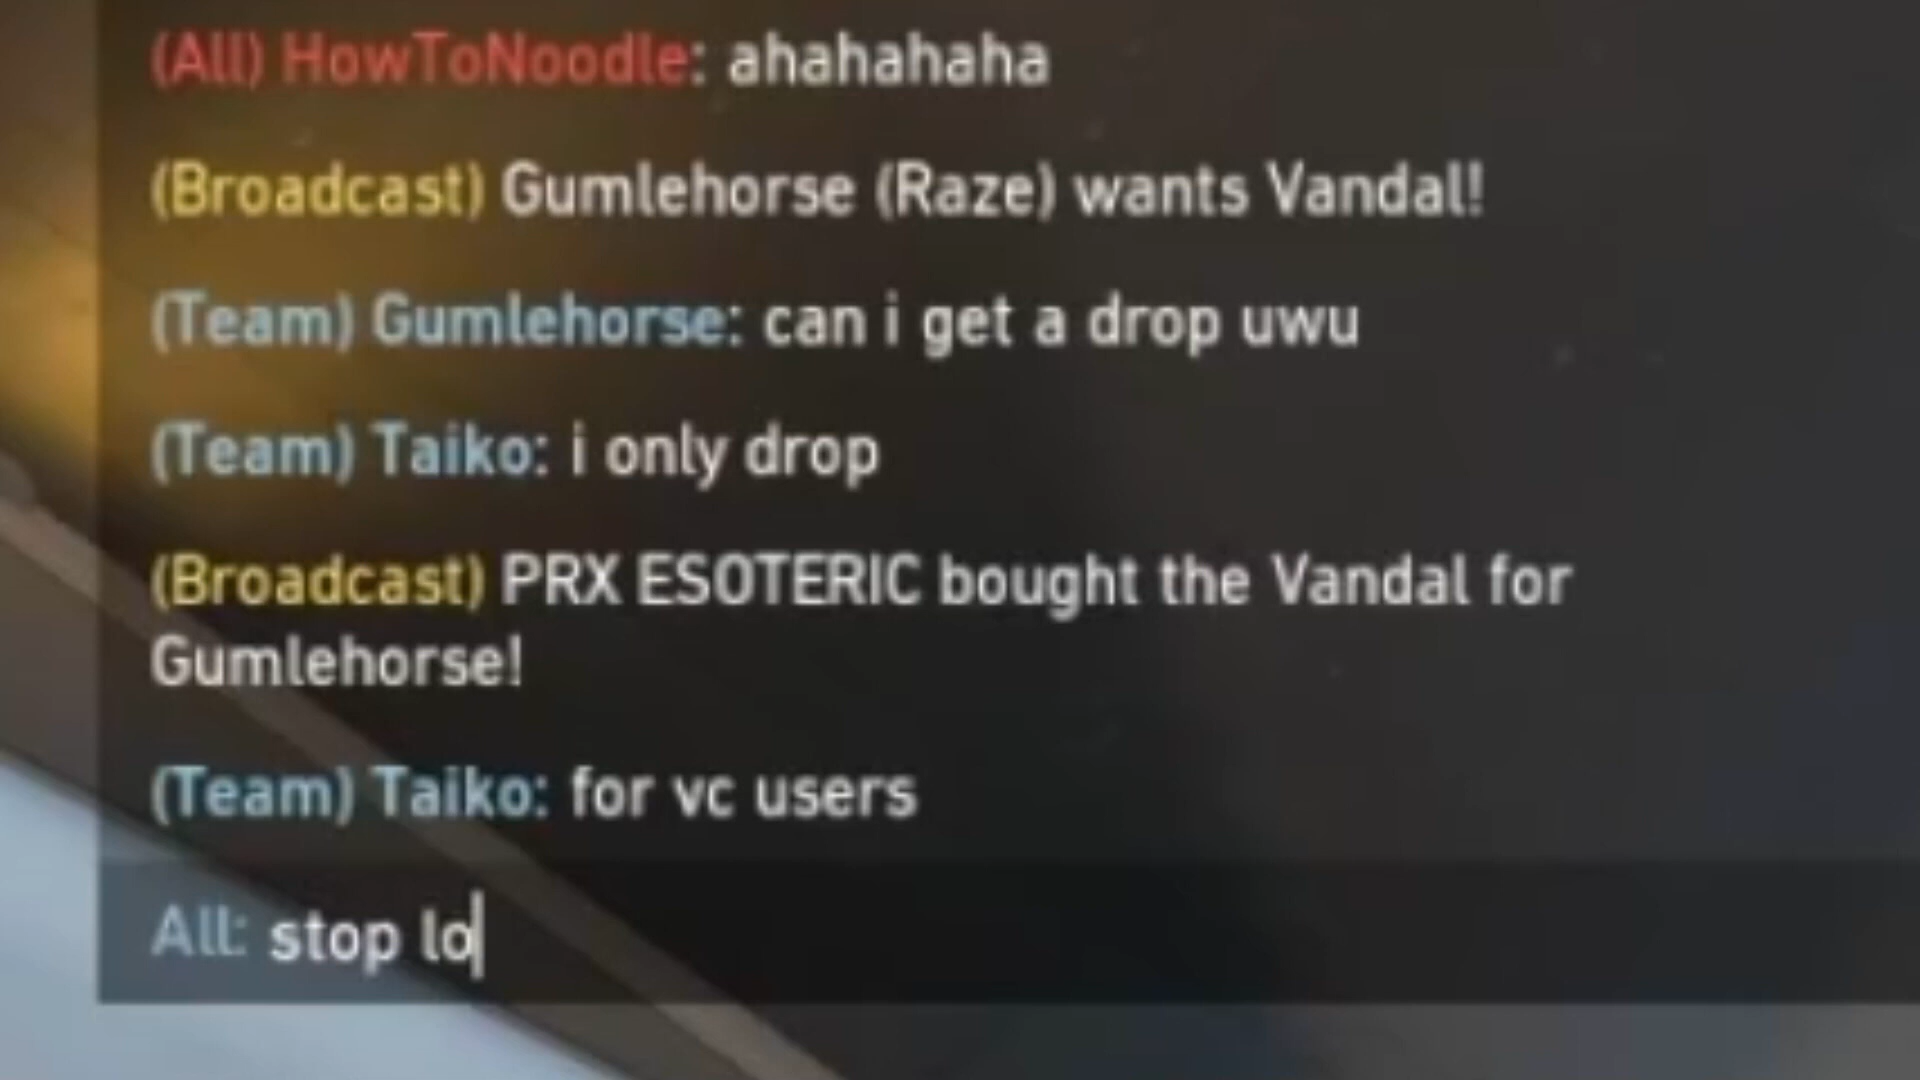 (All) HowToNoodle: ahahahaha
(Broadcast) Gumlehorse (Raze) wants Vandal!
(Team) Gumlehorse: can i get a drop uwu
(Team) Taiko: i only drop
(Broadcast) PRX ESOTERIC bought the Vandal for
Gumlehorse!
(Team) Taiko: for vc users
All: stop lo